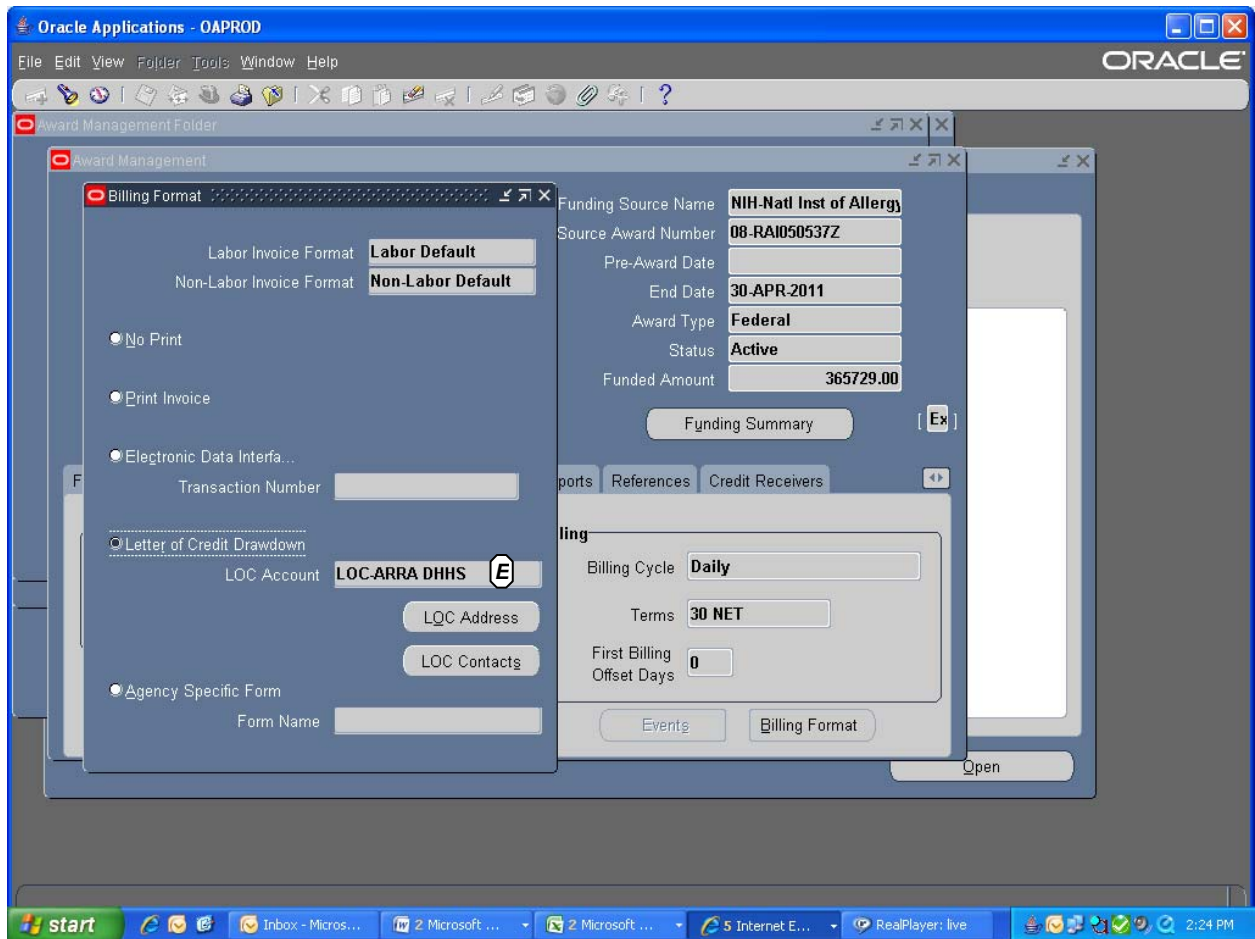 Oracle Applications - OAPROD
File Edit View Folder Tools Window Help
ORACLE
Award Management Folder
Award Management
Billing Format
Labor Invoice Format Labor Default
Non-Labor Invoice Format Non-Labor Default
No Print
Print Invoice
Electronic Data Interfa...
Transaction Number
Letter of Credit Drawdown
LOC Account LOC-ARRA DHHS E
LOC Address
LOC Contacts
Agency Specific Form
Form Name
Funding Source Name NIH-Natl Inst of Allergy
Source Award Number 08-RAI050537Z
Pre-Award Date
End Date 30-APR-2011
Award Type Federal
Status Active
Funded Amount 365729.00
Funding Summary [ Ex ]
F ports References Credit Receivers
ling
Billing Cycle Daily
Terms 30 NET
First Billing
Offset Days 0
Events Billing Format
Open
start Inbox - Micros... 2 Microsoft ... 2 Microsoft ... 5 Internet E... RealPlayer: live 2:24 PM